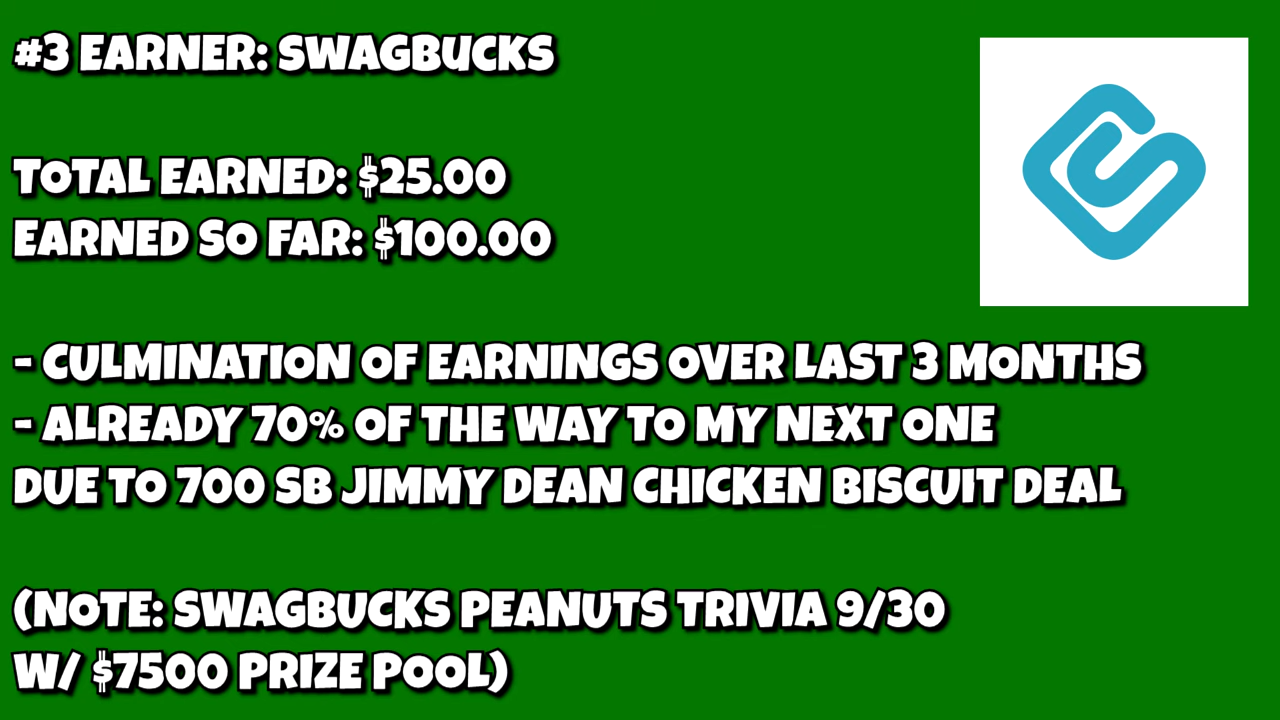 #3 EARNER: SWAGBUCKS
TOTAL EARNED: $25.00
EARNED SO FAR: $100.00
- CULMINATION OF EARNINGS OVER LAST 3 MONTHS
- ALREADY 70% OF THE WAY TO MY NEXT ONE
DUE TO 700 SB JIMMY DEAN CHICKEN BISCUIT DEAL
(NOTE: SWAGBUCKS PEANUTS TRIVIA 9/30
W/ $7500 PRIZE POOL)